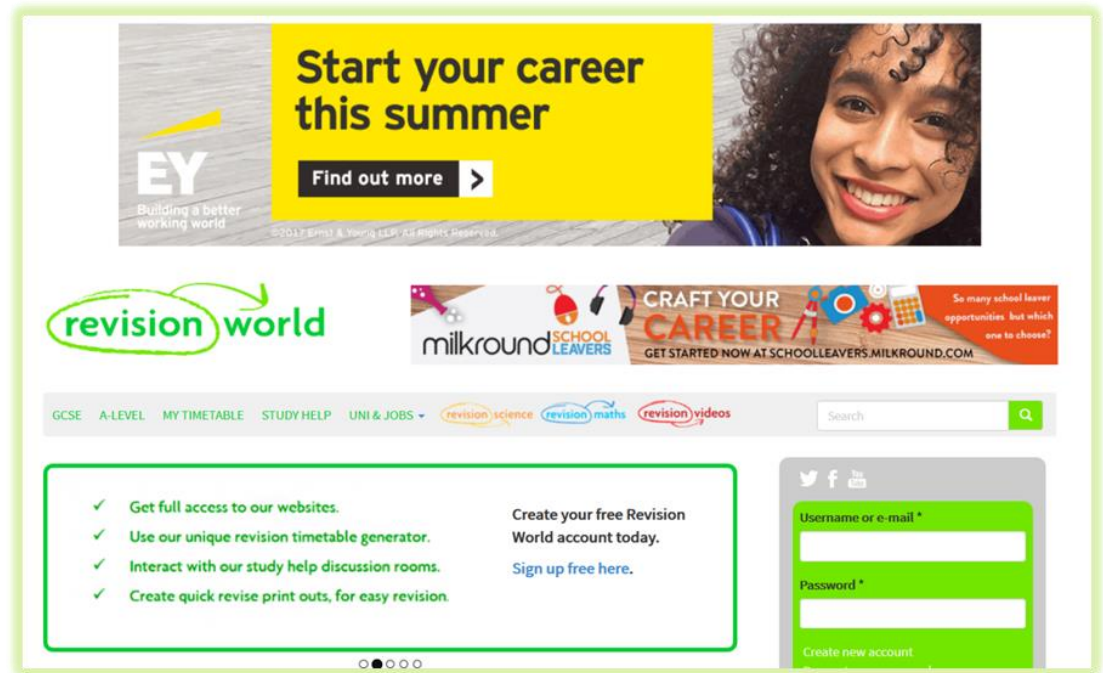 Start your career
this summer
Find out more >
EY
Building a better
working world
©2017 Ernst & Young LLP. All Rights Reserved.
revision world
milkround SCHOOL LEAVERS
CRAFT YOUR
CAREER
GET STARTED NOW AT SCHOOLLEAVERS.MILKROUND.COM
So many school leaver
opportunities but which
one to choose?
GCSE A-LEVEL MY TIMETABLE STUDY HELP UNI & JOBS revision science revision maths revision videos Search
✓ Get full access to our websites.
✓ Use our unique revision timetable generator.
✓ Interact with our study help discussion rooms.
✓ Create quick revise print outs, for easy revision.
Create your free Revision
World account today.
Sign up free here.
You Tube
Username or e-mail *
Password *
Create new account